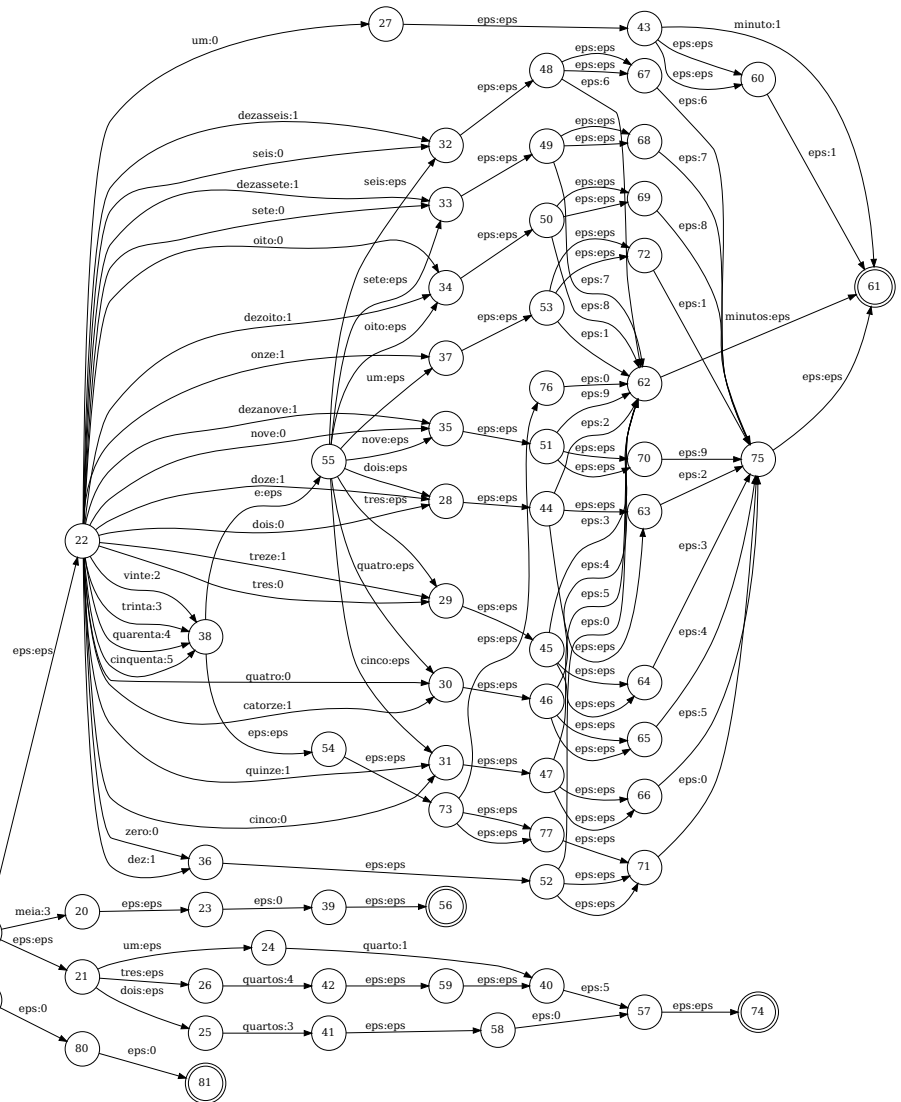 27
eps:eps
43
minuto:1
um:0
eps:eps
eps:eps
60
eps:eps
48
eps:eps
eps:eps
67
eps:6
eps:eps
eps:6
dezasseis:1
32
seis:0
49
eps:eps
eps:eps
68
eps:7
eps:1
eps:eps
seis:eps
dezassete:1
33
sete:0
50
eps:eps
eps:eps
69
eps:8
eps:eps
oito:0
53
eps:eps
eps:eps
72
eps:7
sete:eps
34
dezoito:1
61
eps:8
eps:1
minutos:eps
oito:eps
eps:eps
eps:1
onze:1
37
um:eps
76
eps:0
62
eps:eps
eps:9
dezanove:1
35
nove:0
nove:eps
eps:eps
51
eps:2
eps:eps
eps:eps
70
eps:9
75
55
dois:eps
doze:1
e:eps
tres:eps
28
eps:eps
44
eps:eps
63
eps:2
dois:0
eps:3
22
treze:1
quatro:eps
eps:4
eps:3
tres:0
29
eps:5
vinte:2
trinta:3
quarenta:4
cinquenta:5
38
eps:eps
eps:eps
eps:0
eps:eps
45
eps:4
eps:eps
cinco:eps
quatro:0
30
eps:eps
46
eps:eps
eps:eps
64
catorze:1
eps:5
eps:eps
54
eps:eps
65
eps:eps
quinze:1
eps:eps
31
eps:eps
47
eps:0
73
eps:eps
eps:eps
66
cinco:0
eps:eps
eps:eps
77
eps:eps
zero:0
dez:1
36
eps:eps
52
eps:eps
71
eps:eps
meia:3
20
eps:eps
23
eps:0
39
eps:eps
56
eps:eps
um:eps
24
quarto:1
21
tres:eps
26
quartos:4
42
eps:eps
59
eps:eps
40
eps:5
dois:eps
eps:0
25
quartos:3
41
eps:eps
58
eps:0
57
eps:eps
74
80
eps:0
81